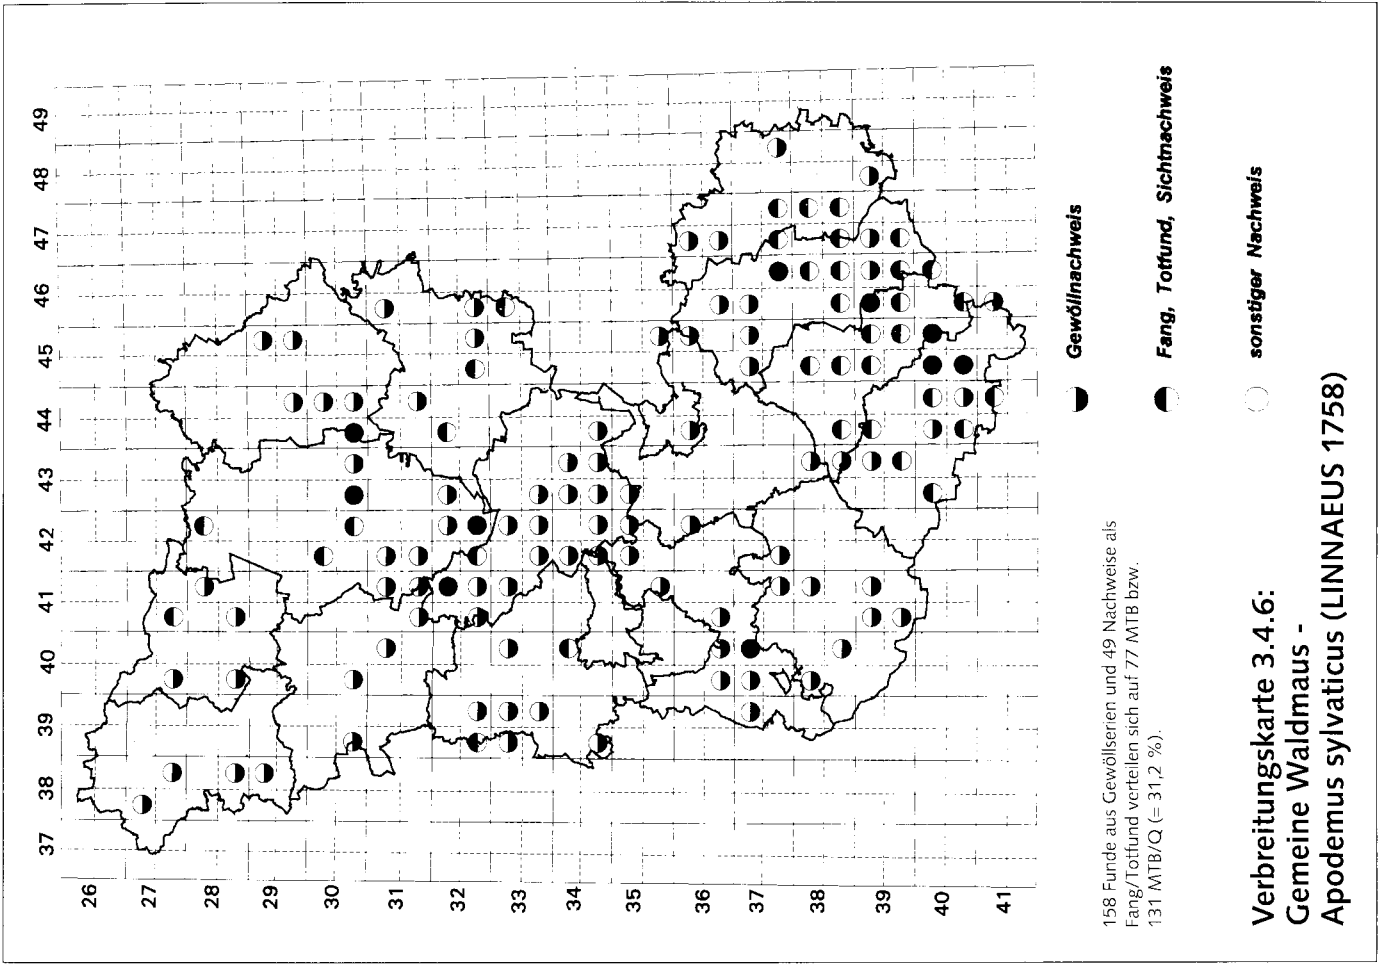 37 38 39 40 41 42 43 44 45 46 47 48 49
26
27
28
29
30
31
32
33
34
35
36
37
38
39
40
41
Gewöllnachweis
Fang, Totfund, Sichtnachweis
sonstiger Nachweis
158 Funde aus Gewöllserien und 49 Nachweise als
Fang/Totfund verteilen sich auf 77 MTB bzw.
131 MTB/Q (= 31,2 %).
Verbreitungskarte 3.4.6:
Gemeine Waldmaus -
Apodemus sylvaticus (LINNAEUS 1758)